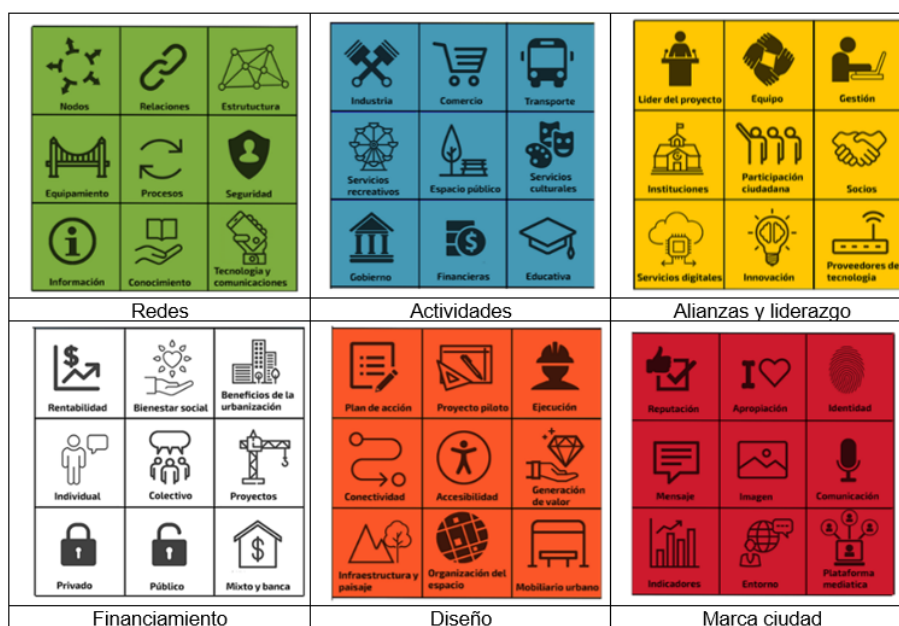 Nodos
Relaciones
Estrutuctura
Equipamiento
Procesos
Seguridad
Información
Conocimiento
Tecnología y
comunicaciones
Redes
Industria
Comercio
Transporte
Servicios
recreativos
Espacio público
Servicios
culturales
Gobierno
Financieras
Educativa
Actividades
Lider del proyecto
Equipo
Gestión
Instituciones
Participación
ciudadana
Socios
Servicios digitales
Innovación
Proveedores de
tecnología
Alianzas y liderazgo
Rentabilidad
Bienestar social
Beneficios de la
urbanización
Individual
Colectivo
Proyectos
Privado
Público
Mixto y banca
Financiamiento
Plan de acción
Proyecto piloto
Ejecución
Conectividad
Accesibilidad
Generación
de valor
Infraestructura y
paisaje
Organización del
espacio
Mobiliario urbano
Diseño
Reputación
I
Apropiación
Identidad
Mensaje
Imagen
Comunicación
Indicadores
Entorno
Plataforma
mediatica
Marca ciudad